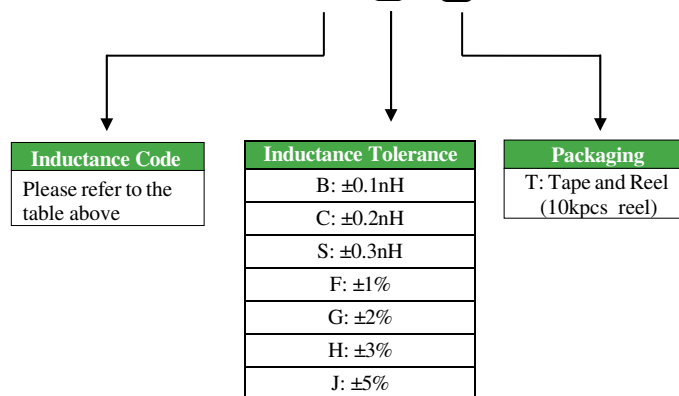 Inductance Code
Please refer to the
table above
Inductance Tolerance
B: ±0.1nH
C: ±0.2nH
S: ±0.3nH
F: ±1%
G: ±2%
H: ±3%
J: ±5%
Packaging
T: Tape and Reel
(10kpcs reel)